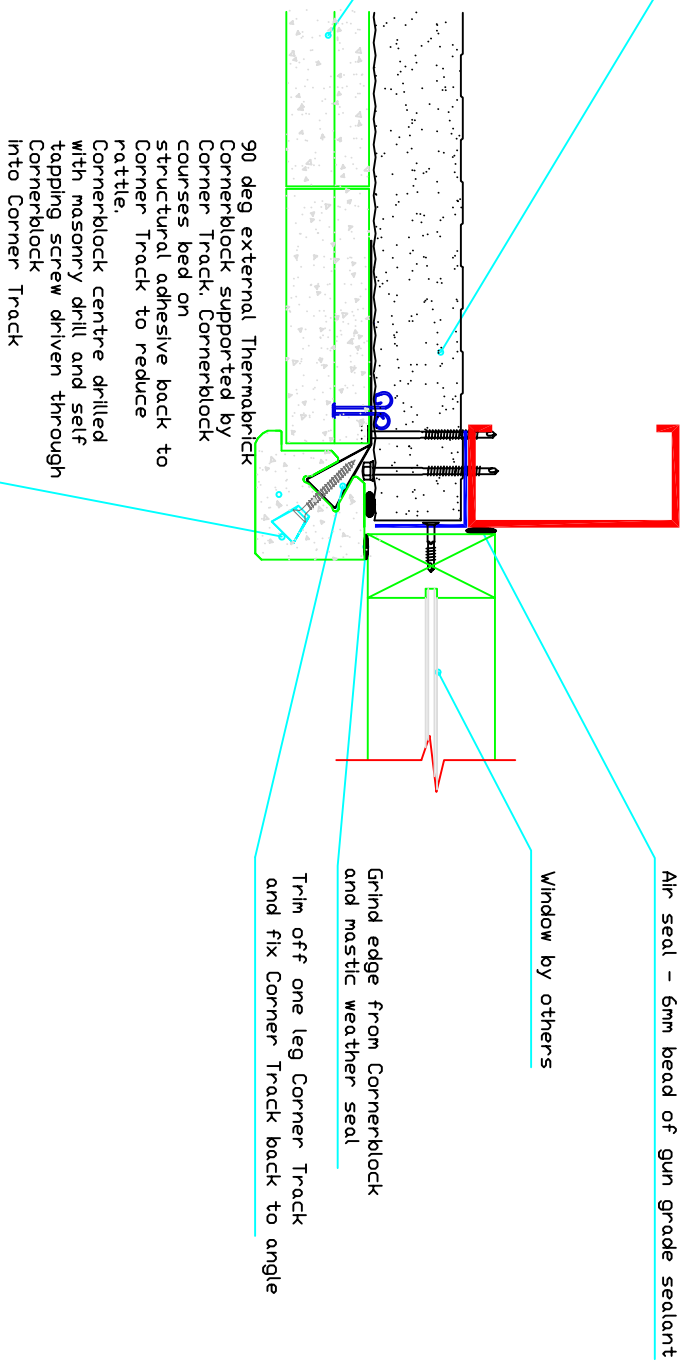 Air seal - 6mm bead of gun grade sealant
Window by others
Grind edge from Cornerblock
and mastic weather seal
Trim off one leg Corner Track
and fix Corner Track back to angle
90 deg external Thermabrick
Cornerblock supported by
Corner Track. Cornerblock
courses bed on
structural adhesive back to
Corner Track to reduce
rattle.
Cornerblock centre drilled
with masonry drill and self
tapping screw driven through
Cornerblock
into Corner Track